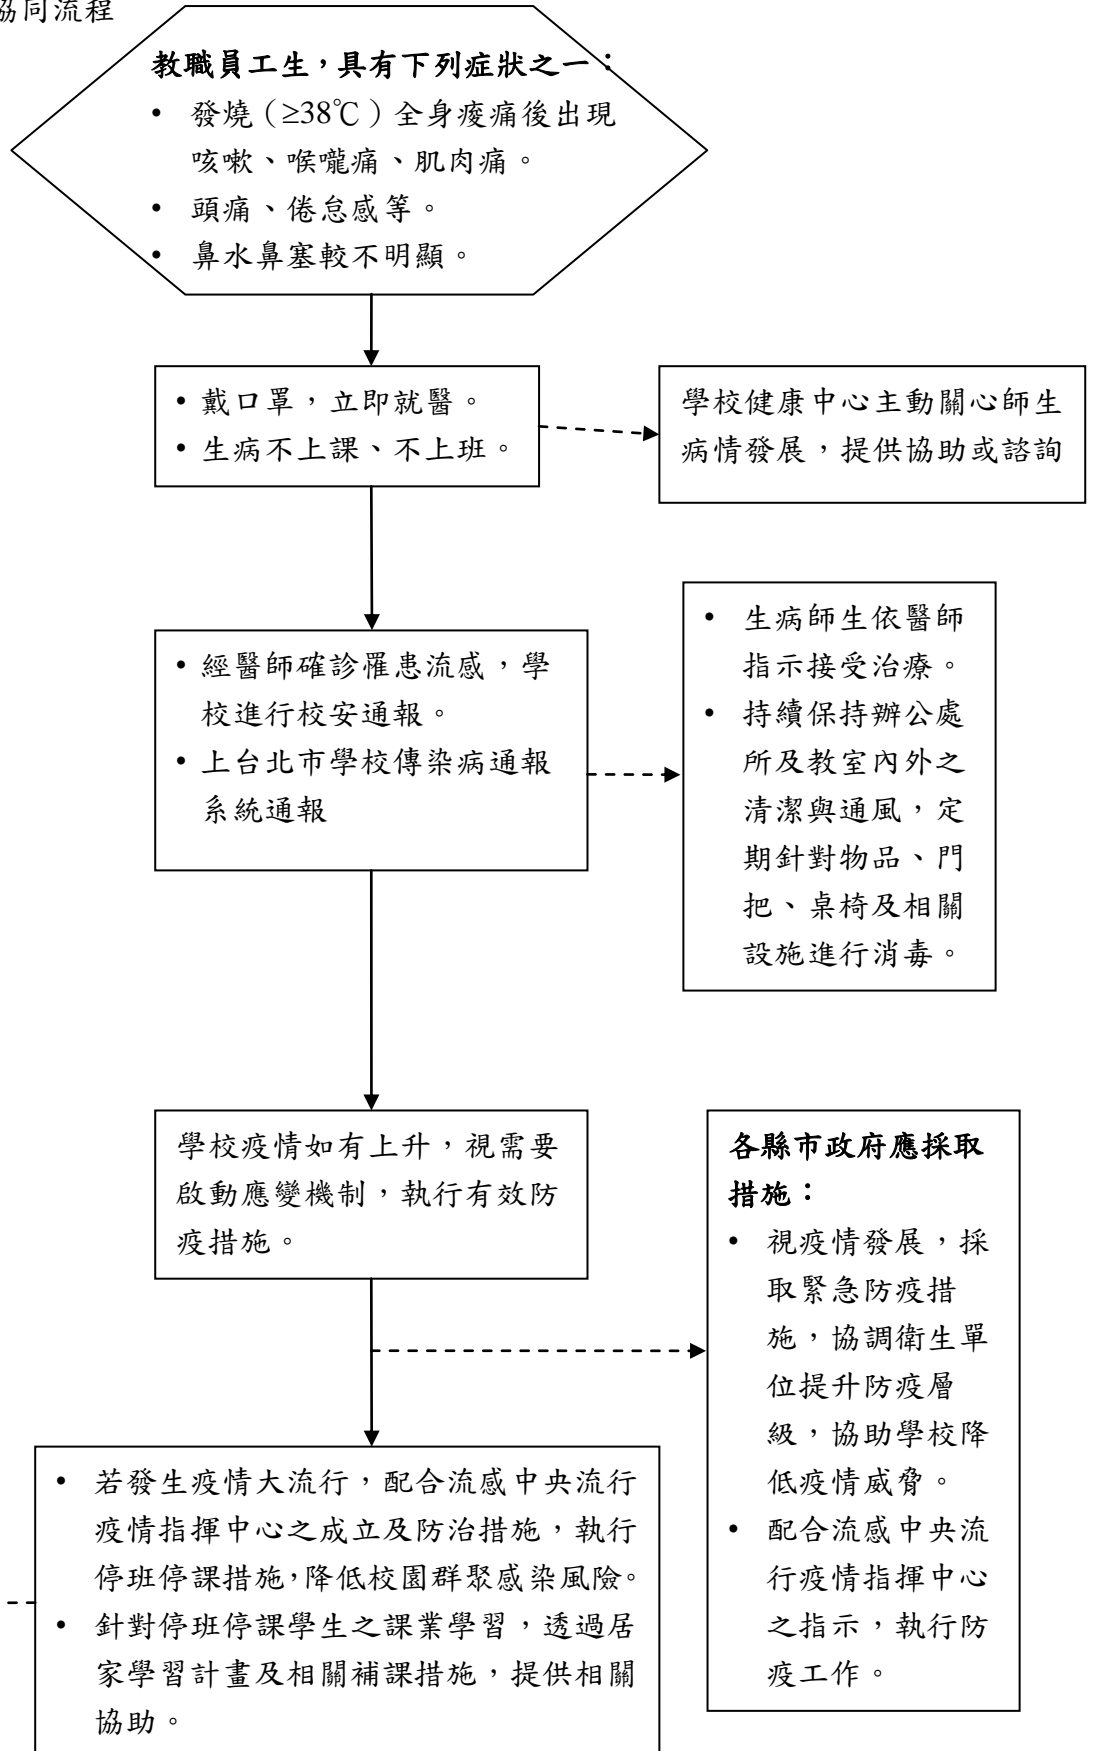 協同流程
教職員工生，具有下列症狀之一：
• 發燒（≥38℃）全身痠痛後出現
咳嗽、喉嚨痛、肌肉痛。
• 頭痛、倦怠感等。
• 鼻水鼻塞較不明顯。
• 戴口罩，立即就醫。
• 生病不上課、不上班。
學校健康中心主動關心師生
病情發展，提供協助或諮詢
• 經醫師確診罹患流感，學
校進行校安通報。
• 上台北市學校傳染病通報
系統通報
• 生病師生依醫師
指示接受治療。
• 持續保持辦公處
所及教室內外之
清潔與通風，定
期針對物品、門
把、桌椅及相關
設施進行消毒。
學校疫情如有上升，視需要
啟動應變機制，執行有效防
疫措施。
各縣市政府應採取
措施：
• 視疫情發展，採
取緊急防疫措
施，協調衛生單
位提升防疫層
級，協助學校降
低疫情威脅。
• 配合流感中央流
行疫情指揮中心
之指示，執行防
疫工作。
• 若發生疫情大流行，配合流感中央流行
疫情指揮中心之成立及防治措施，執行
停班停課措施，降低校園群聚感染風險。
• 針對停班停課學生之課業學習，透過居
家學習計畫及相關補課措施，提供相關
協助。